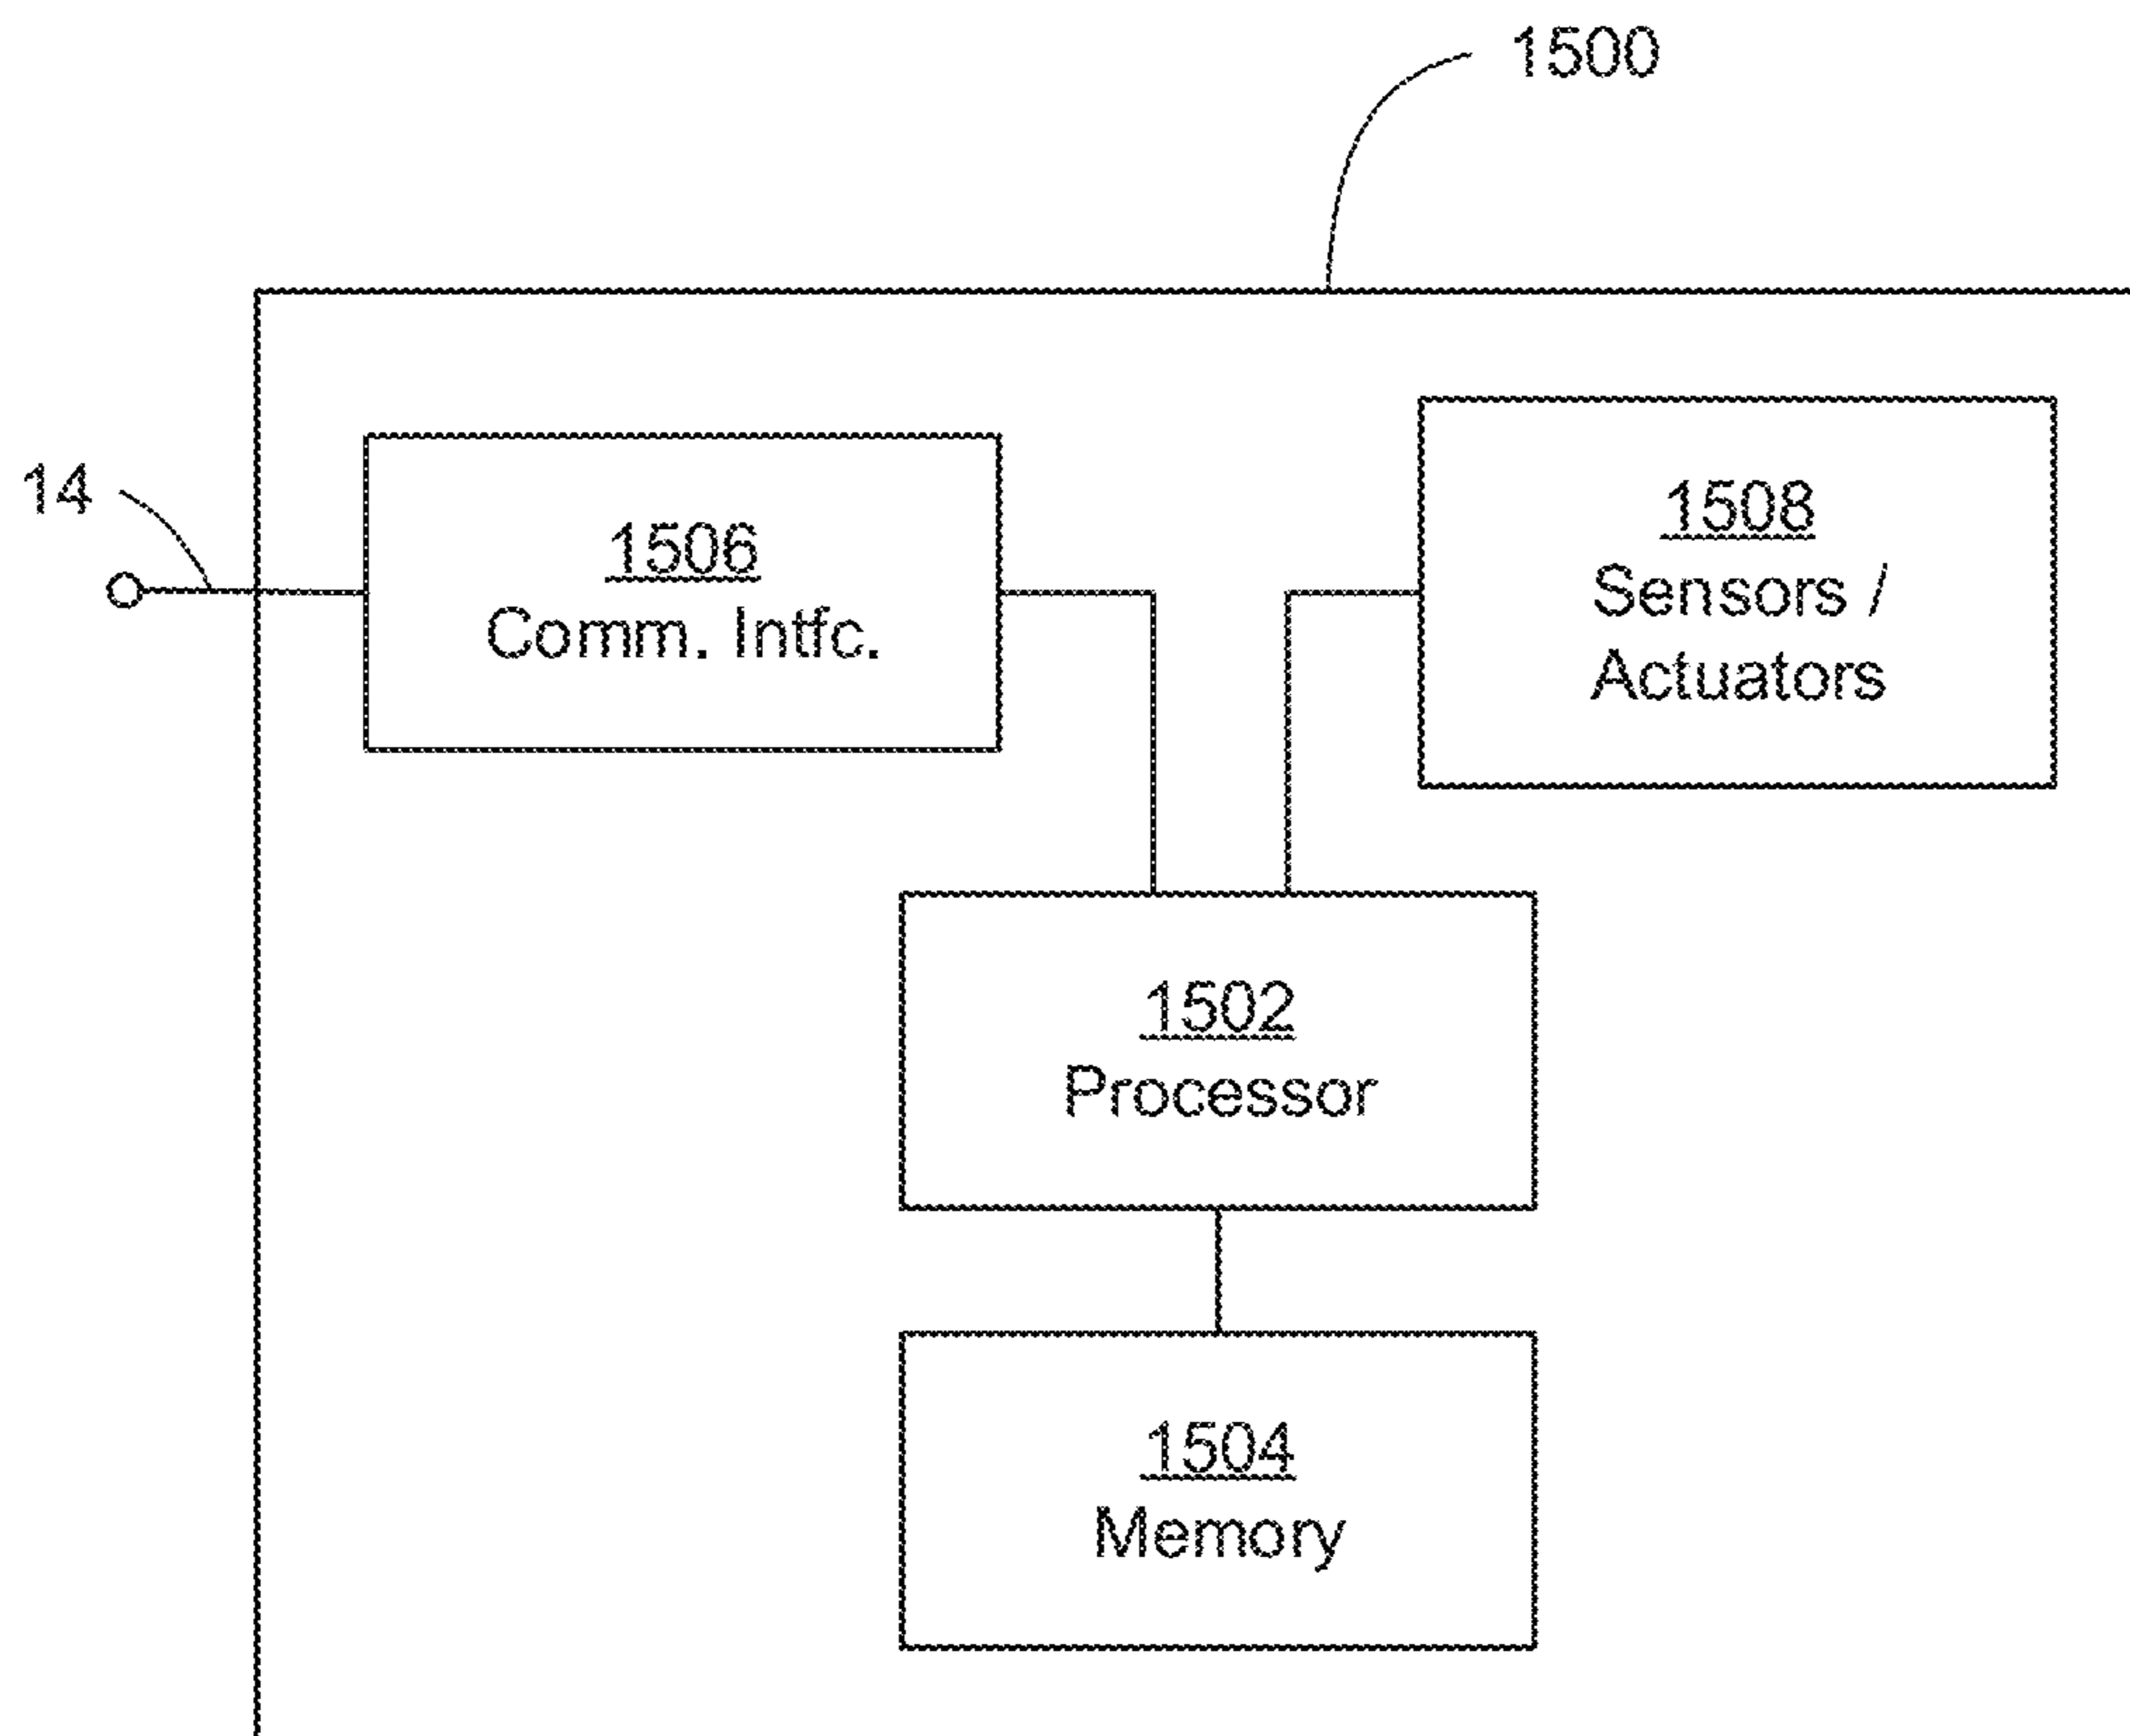 1500
14
1506
Comm. Intfc.
1508
Sensors /
Actuators
1502
Processor
1504
Memory